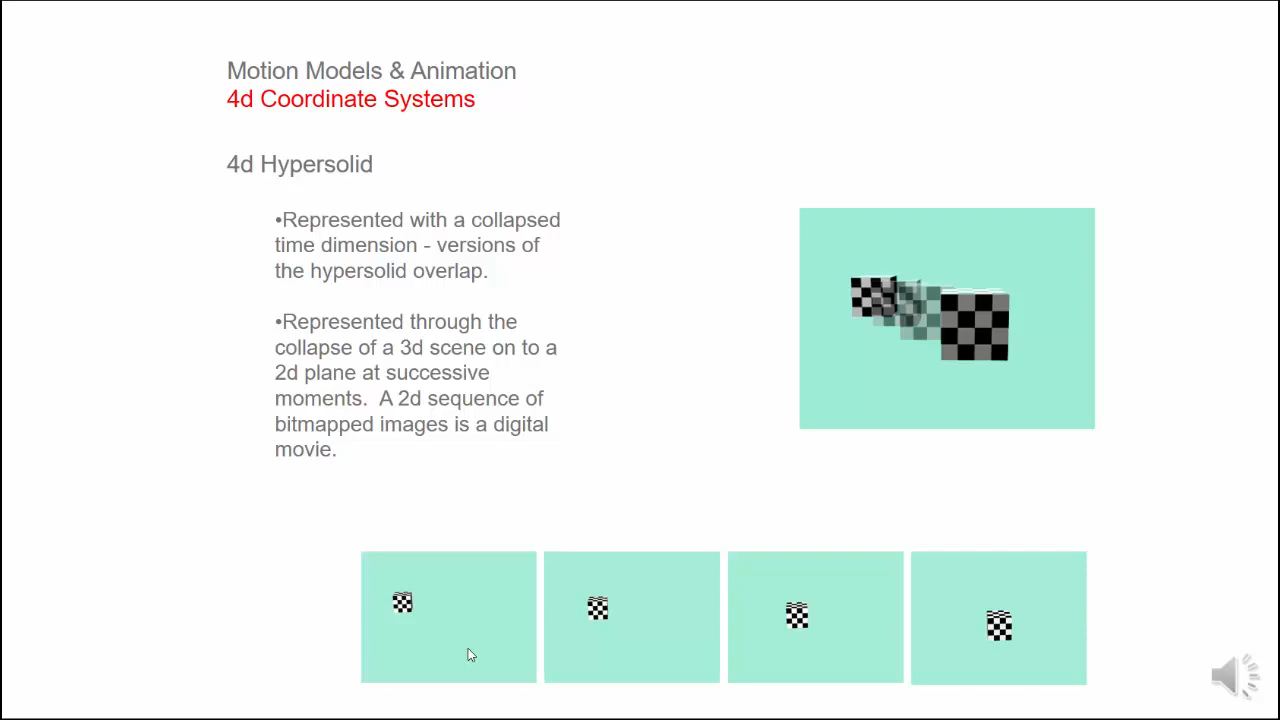 Motion Models & Animation
4d Coordinate Systems
4d Hypersolid
•Represented with a collapsed
time dimension - versions of
the hypersolid overlap.
•Represented through the
collapse of a 3d scene on to a
2d plane at successive
moments.  A 2d sequence of
bitmapped images is a digital
movie.